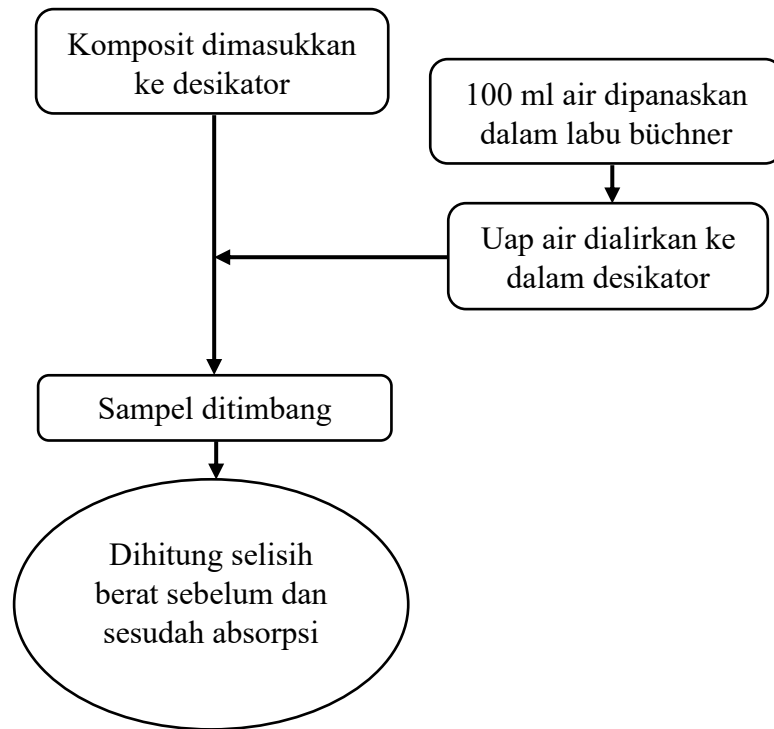 Komposit dimasukkan
ke desikator
100 ml air dipanaskan
dalam labu büchner
Uap air dialirkan ke
dalam desikator
Sampel ditimbang
Dihitung selisih
berat sebelum dan
sesudah absorpsi